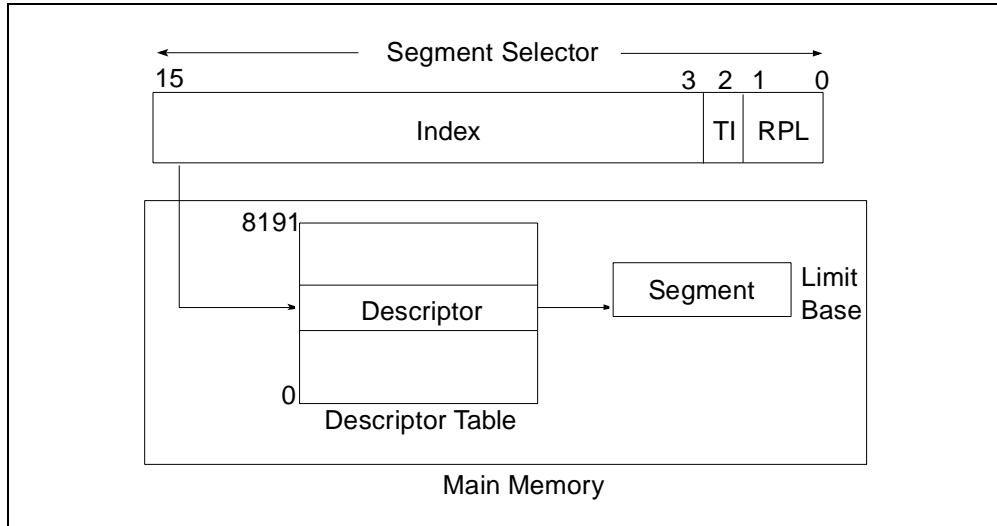 Segment Selector
15 3 2 1 0
Index TI RPL
8191
Segment Limit
Descriptor Base
0
Descriptor Table
Main Memory